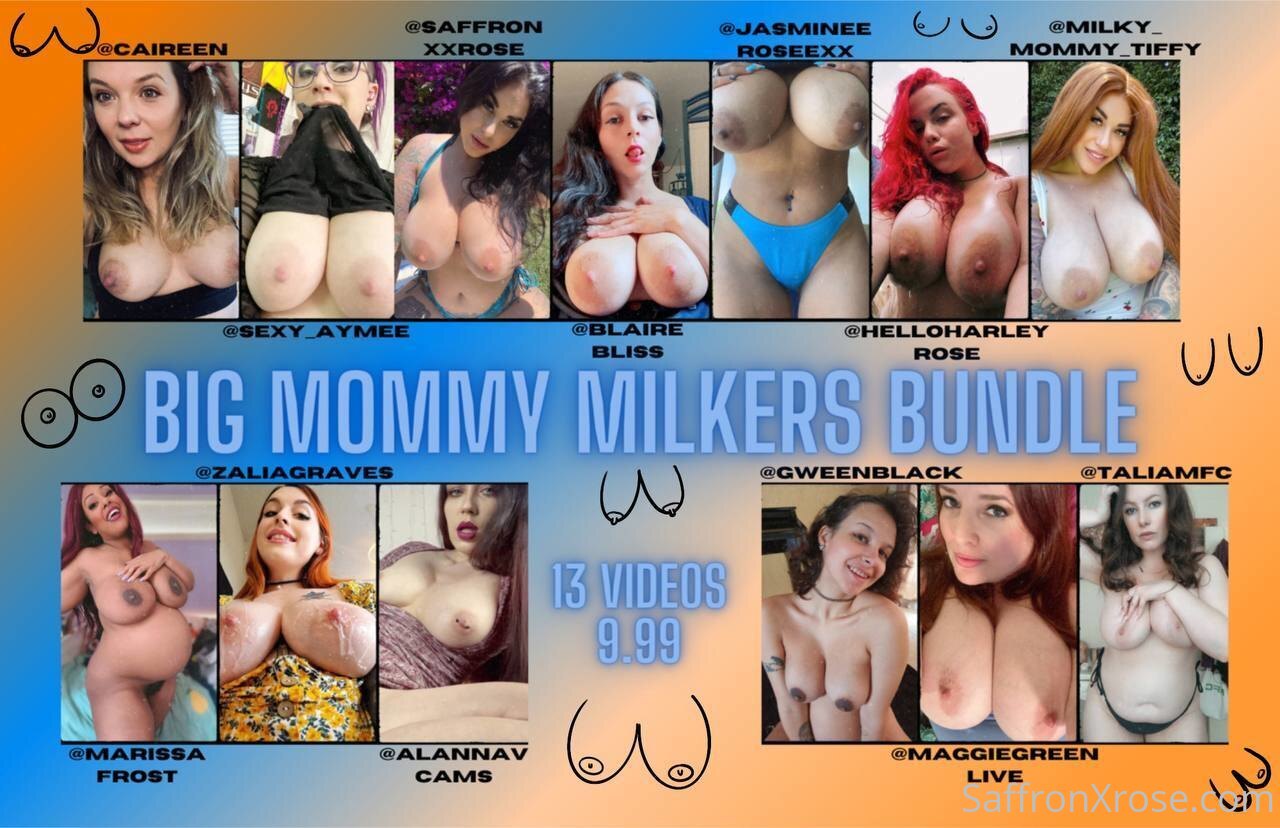 @CAIREEN
@SAFFRON
XXROSE
@JASMINEE
ROSEEXX
@MILKY_
MOMMY_TIFFY
@SEXY_AYMEE
@BLAIRE
BLISS
@HELLOHARLEY
ROSE
BIG MOMMY MILKERS BUNDLE
@ZALIAGRAVES
@GWEENBLACK
@TALIAMFC
13 VIDEOS
9.99
@MARISSA
FROST
@ALANNAV
CAMS
@MAGGIEGREEN
LIVE
SaffronXrose.com